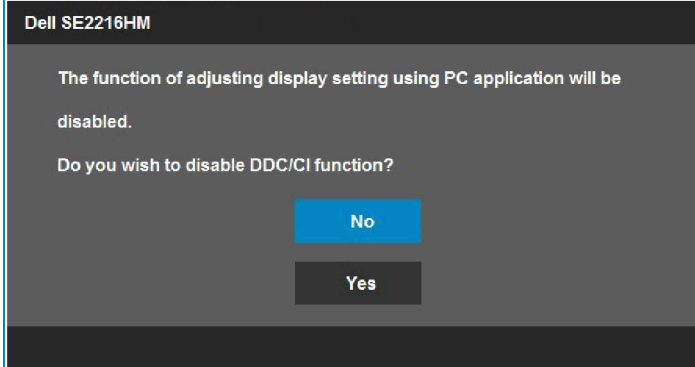 Dell SE2216HM
The function of adjusting display setting using PC application will be
disabled.
Do you wish to disable DDC/CI function?
No
Yes